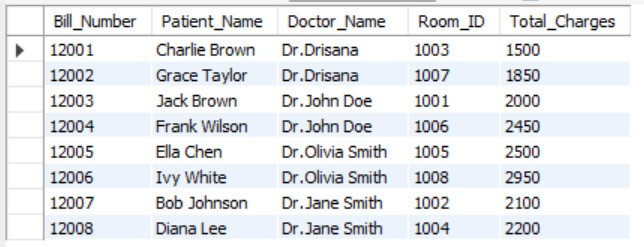 Bill_Number Patient_Name Doctor_Name Room_ID Total_Charges
12001 Charlie Brown Dr.Drisana 1003 1500
12002 Grace Taylor Dr.Drisana 1007 1850
12003 Jack Brown Dr.John Doe 1001 2000
12004 Frank Wilson Dr.John Doe 1006 2450
12005 Ella Chen Dr.Olivia Smith 1005 2500
12006 Ivy White Dr.Olivia Smith 1008 2950
12007 Bob Johnson Dr.Jane Smith 1002 2100
12008 Diana Lee Dr.Jane Smith 1004 2200